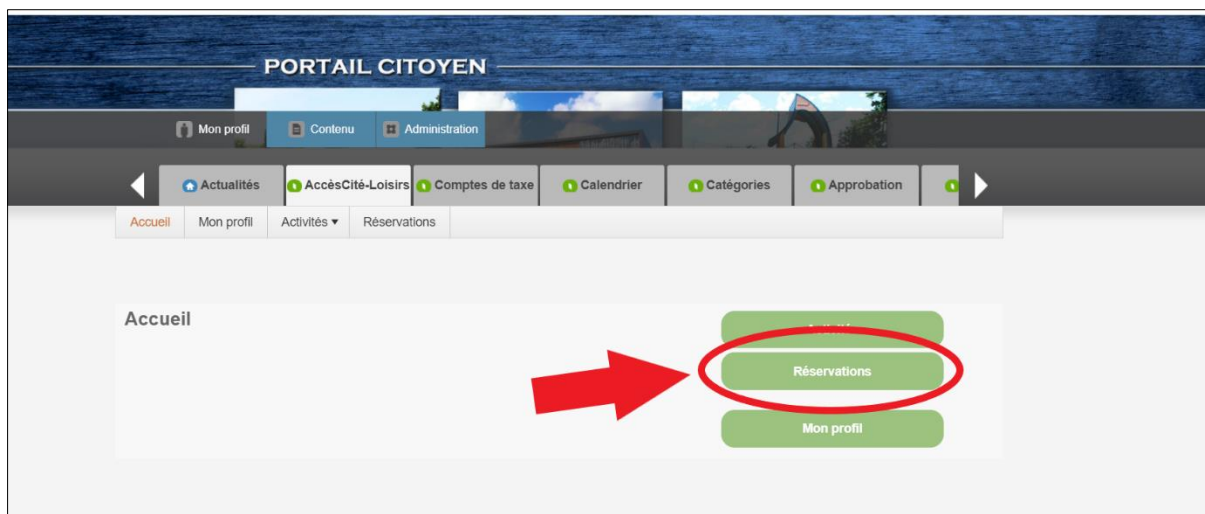 PORTAIL CITOYEN
Mon profil Contenu Administration
Actualités AccèsCité-Loisirs Comptes de taxe Calendrier Catégories Approbation
Accueil Mon profil Activités ▾ Réservations
Accueil
Réservations
Mon profil